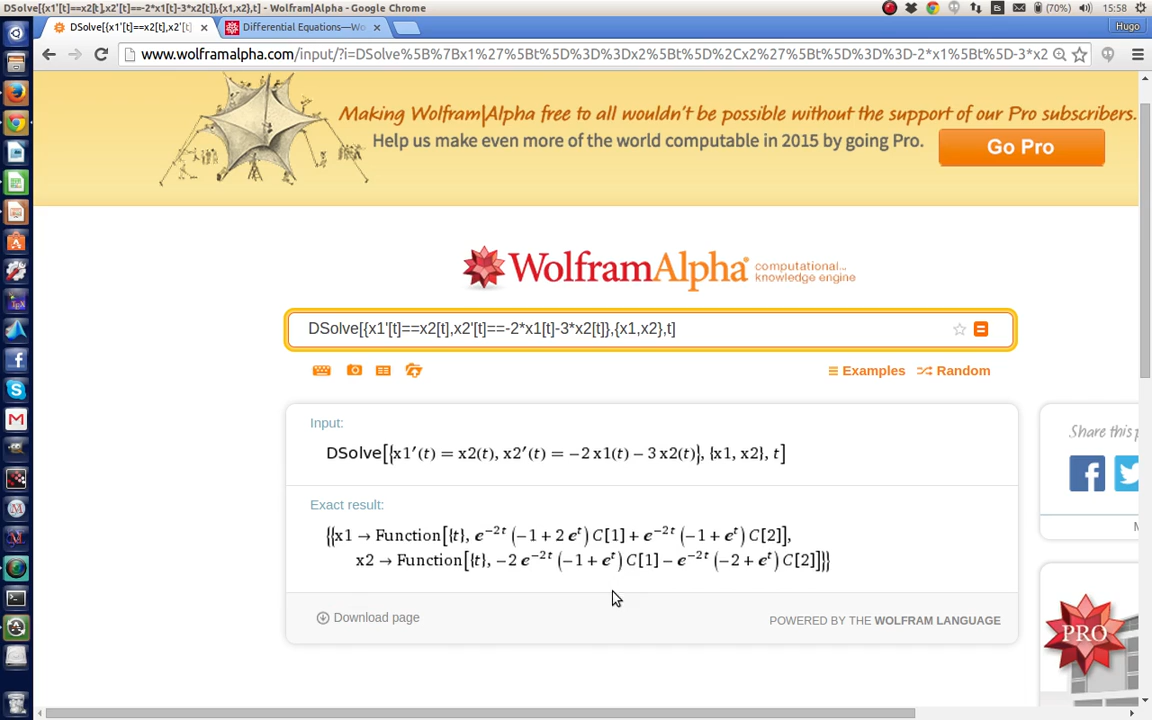 DSolve[{x1'[t]==x2[t],x2'[t]==-2*x1[t]-3*x2[t]},{x1,x2},t] - Wolfram|Alpha - Google Chrome
(70%) 15:58
DSolve[{x1'[t]==x2[t],x2'[t] × Differential Equations—Wo ×
Hugo
www.wolframalpha.com/input/?i=DSolve%5B%7Bx1%27%5Bt%5D%3D%3Dx2%5Bt%5D%2Cx2%27%5Bt%5D%3D%3D-2*x1%5Bt%5D-3*x2
Making Wolfram|Alpha free to all wouldn't be possible without the support of our Pro subscribers.
Help us make even more of the world computable in 2015 by going Pro.
Go Pro
WolframAlpha computational... knowledge engine
DSolve[{x1'[t]==x2[t],x2'[t]==-2*x1[t]-3*x2[t]},{x1,x2},t]
Examples Random
Input:
DSolve[{x1′(t) = x2(t), x2′(t) = −2 x1(t) − 3 x2(t)}, {x1, x2}, t]
Share this p
Exact result:
{{x1 → Function[{t}, e^(−2t) (−1 + 2 e^t) C[1] + e^(−2t) (−1 + e^t) C[2]],
x2 → Function[{t}, −2 e^(−2t) (−1 + e^t) C[1] − e^(−2t) (−2 + e^t) C[2]]}}
Download page
POWERED BY THE WOLFRAM LANGUAGE
PRO